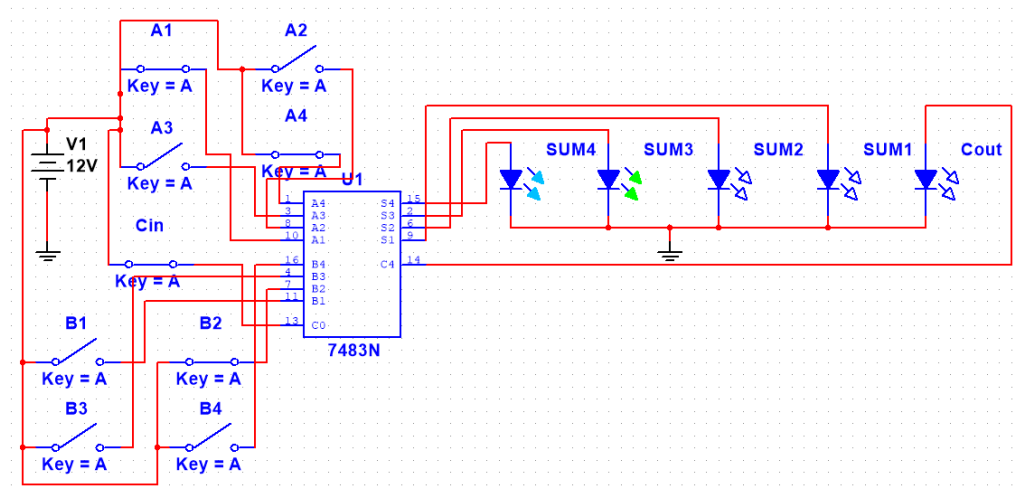 A1
A2
Key = A
Key = A
A3
A4
V1
12V
Key = A
Key = A
U1
SUM4
SUM3
SUM2
SUM1
Cout
Cin
Key = A
1
A4
S4
15
3
A3
S3
2
8
A2
S2
6
10
A1
S1
9
16
B4
C4
14
4
B3
7
B2
11
B1
13
C0
7483N
B1
B2
Key = A
Key = A
B3
B4
Key = A
Key = A